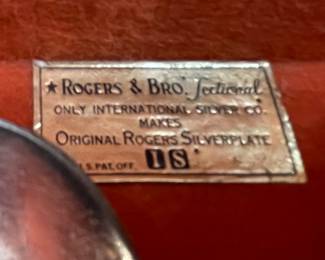 ★ ROGERS & BRO. Sectional
ONLY INTERNATIONAL SILVER CO.
MAKES
ORIGINAL ROGERS SILVERPLATE
U.S. PAT. OFF. IS